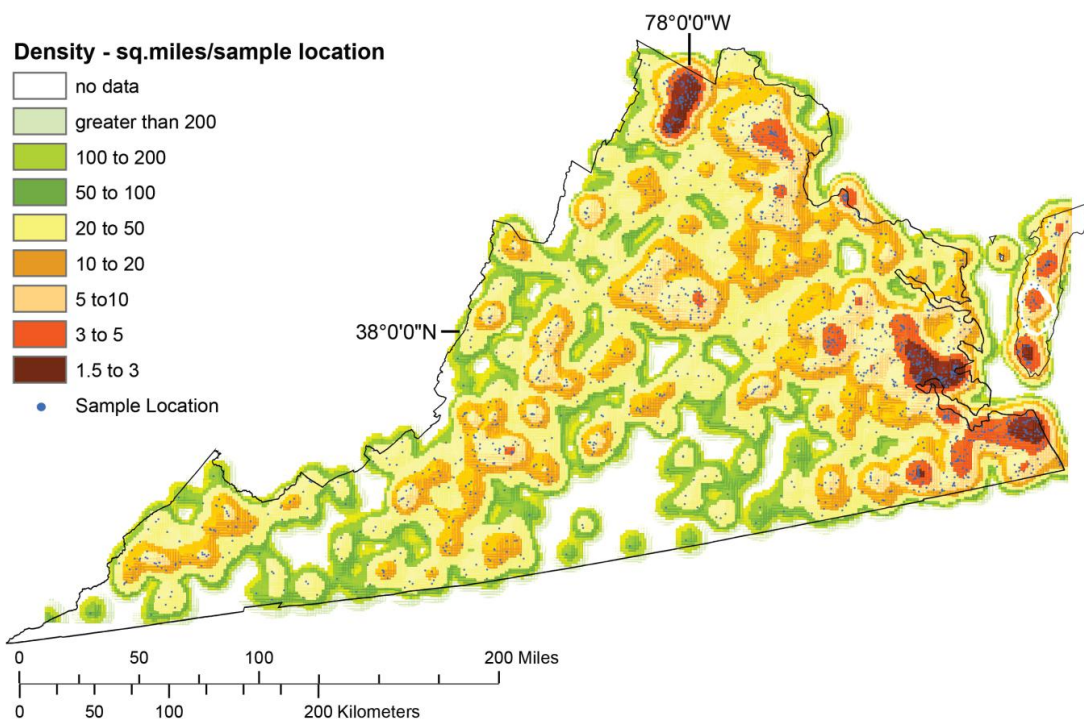 78°0'0"W
Density - sq.miles/sample location
no data
greater than 200
100 to 200
50 to 100
20 to 50
10 to 20
5 to10
3 to 5
1.5 to 3
Sample Location
38°0'0"N
0 50 100 200 Miles
0 50 100 200 Kilometers